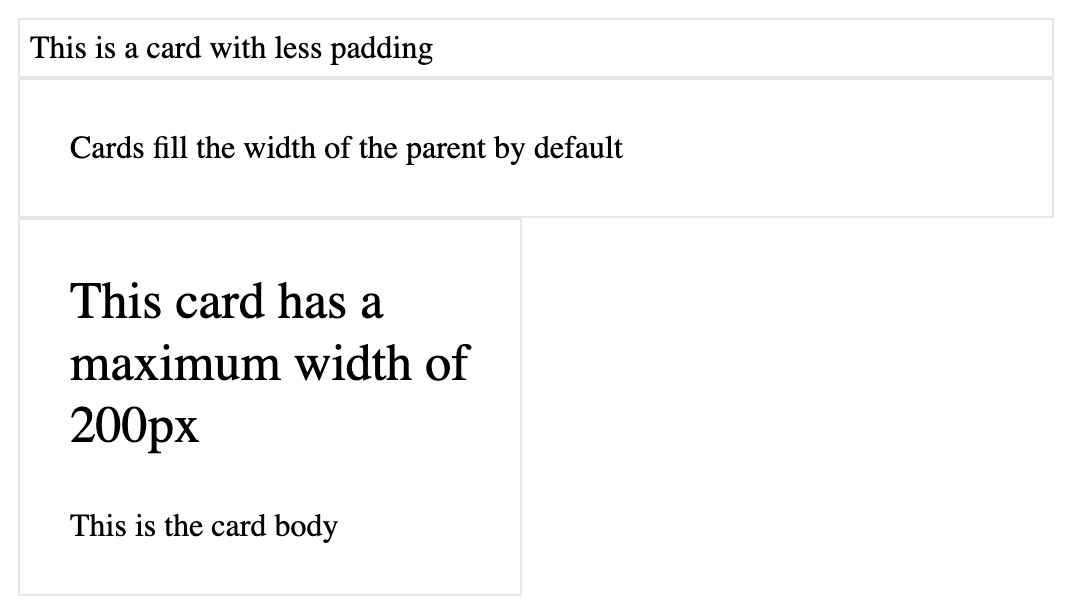 This is a card with less padding
Cards fill the width of the parent by default
This card has a
maximum width of
200px
This is the card body